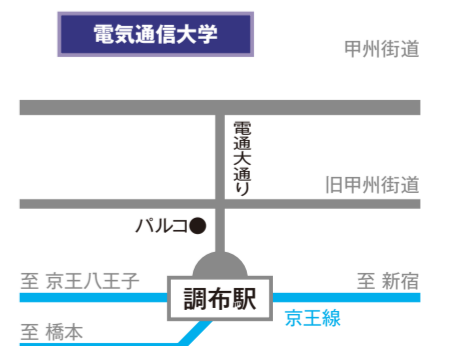 電気通信大学
甲州街道
電通大通り
旧甲州街道
パルコ
至 京王八王子
調布駅
至 新宿
京王線
至 橋本